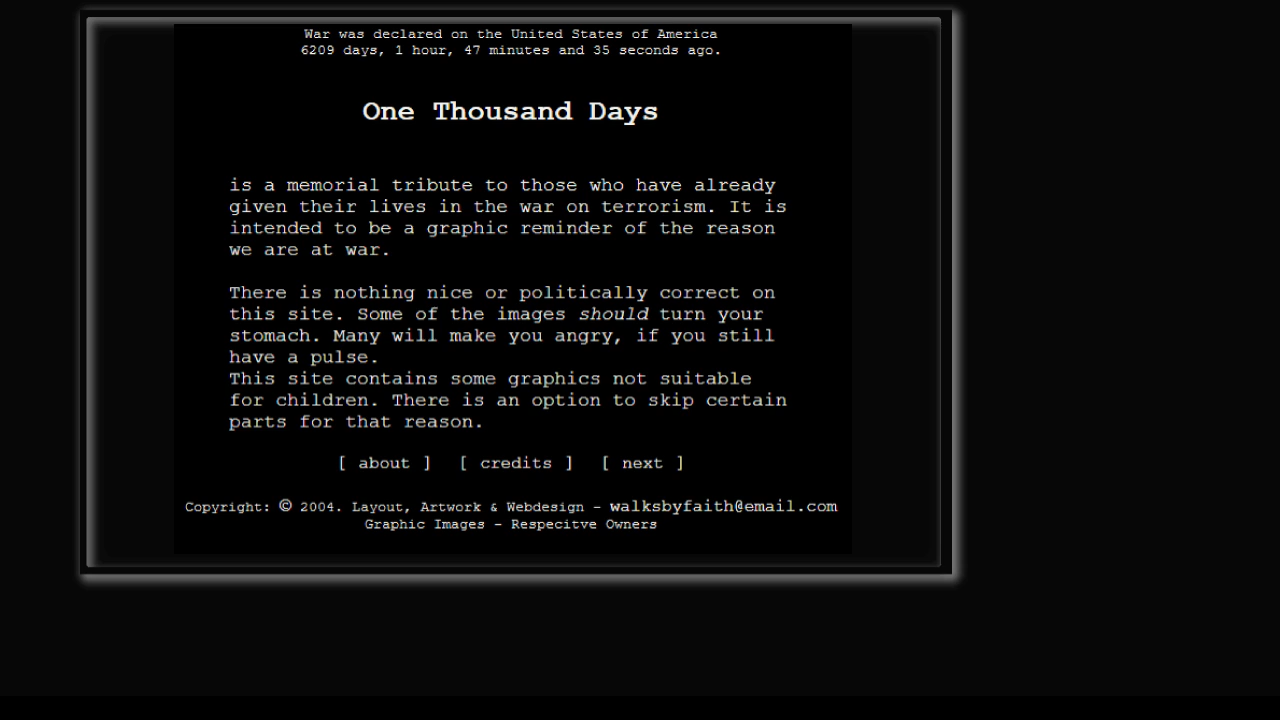 War was declared on the United States of America
6209 days, 1 hour, 47 minutes and 35 seconds ago.
One Thousand Days
is a memorial tribute to those who have already
given their lives in the war on terrorism. It is
intended to be a graphic reminder of the reason
we are at war.
There is nothing nice or politically correct on
this site. Some of the images should turn your
stomach. Many will make you angry, if you still
have a pulse.
This site contains some graphics not suitable
for children. There is an option to skip certain
parts for that reason.
[ about ] [ credits ] [ next ]
Copyright: © 2004. Layout, Artwork & Webdesign - walksbyfaith@email.com
Graphic Images - Respecitve Owners